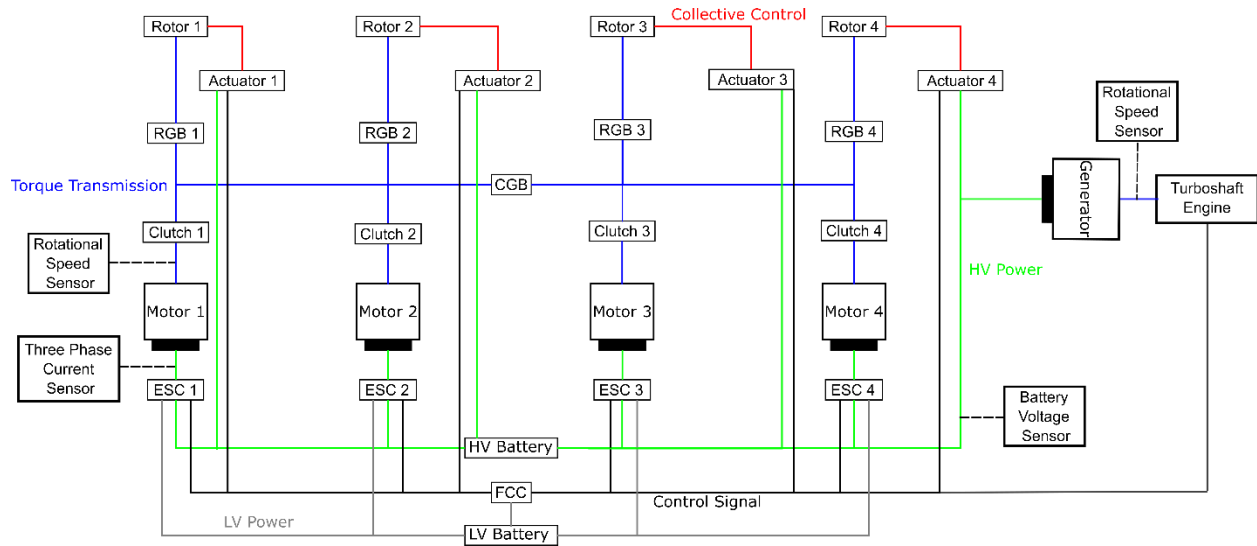 Rotor 1
Rotor 2
Rotor 3
Collective Control
Rotor 4
Actuator 1
Actuator 2
Actuator 3
Actuator 4
Rotational
Speed
Sensor
RGB 1
RGB 2
RGB 3
RGB 4
Torque Transmission
CGB
Generator
Turboshaft
Engine
Clutch 1
Clutch 2
Clutch 3
Clutch 4
Rotational
Speed
Sensor
HV Power
Motor 1
Motor 2
Motor 3
Motor 4
Three Phase
Current
Sensor
ESC 1
ESC 2
ESC 3
ESC 4
Battery
Voltage
Sensor
HV Battery
FCC
Control Signal
LV Power
LV Battery